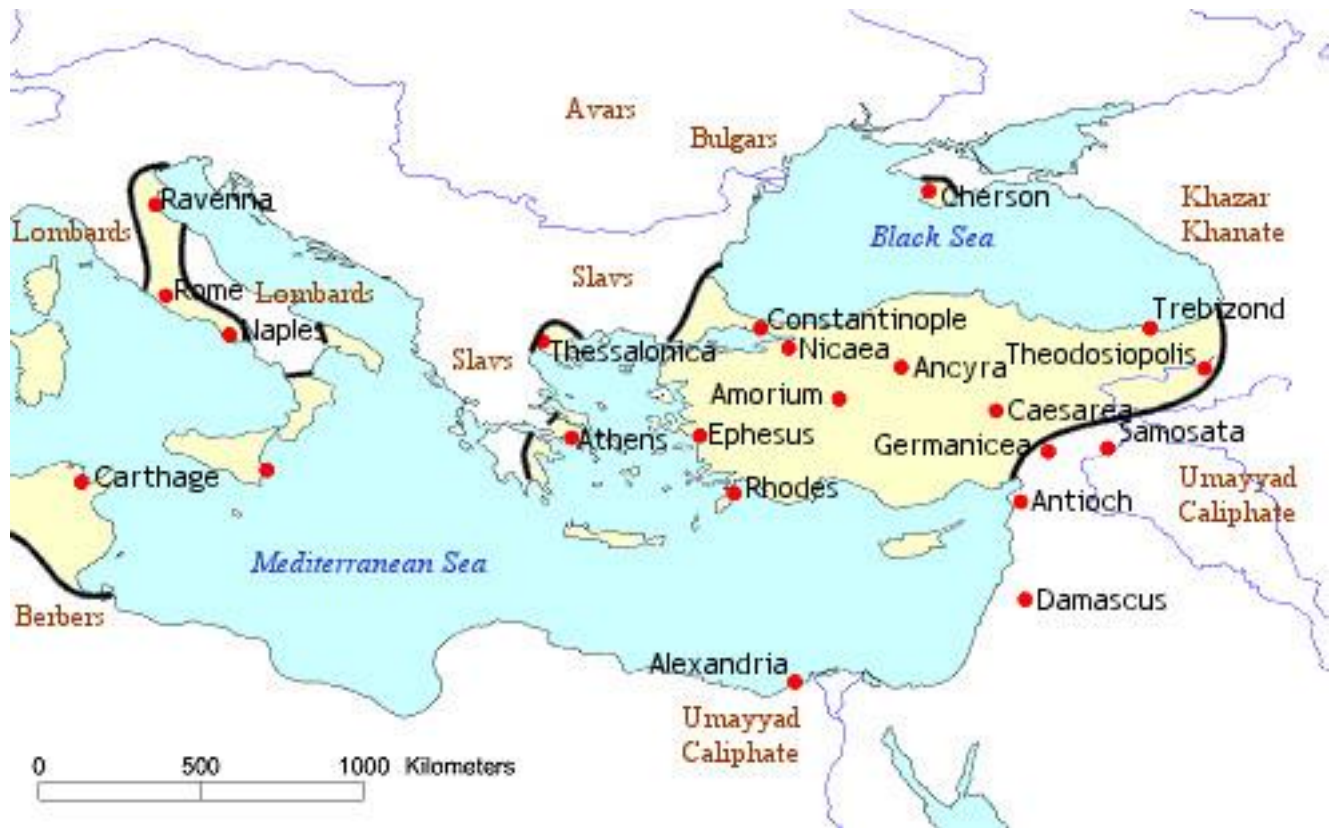 Avars
Bulgars
Ravenna
Cherson
Khazar
Khanate
Lombards
Black Sea
Slavs
Rome
Lombards
Trebizond
Constantinople
Naples
Thessalonica
Nicaea
Theodosiopolis
Slavs
Ancyra
Amorium
Caesarea
Athens
Ephesus
Germanicea
Samosata
Carthage
Rhodes
Umayyad
Caliphate
Antioch
Mediterranean Sea
Berbers
Damascus
Alexandria
Umayyad
Caliphate
0 500 1000 Kilometers